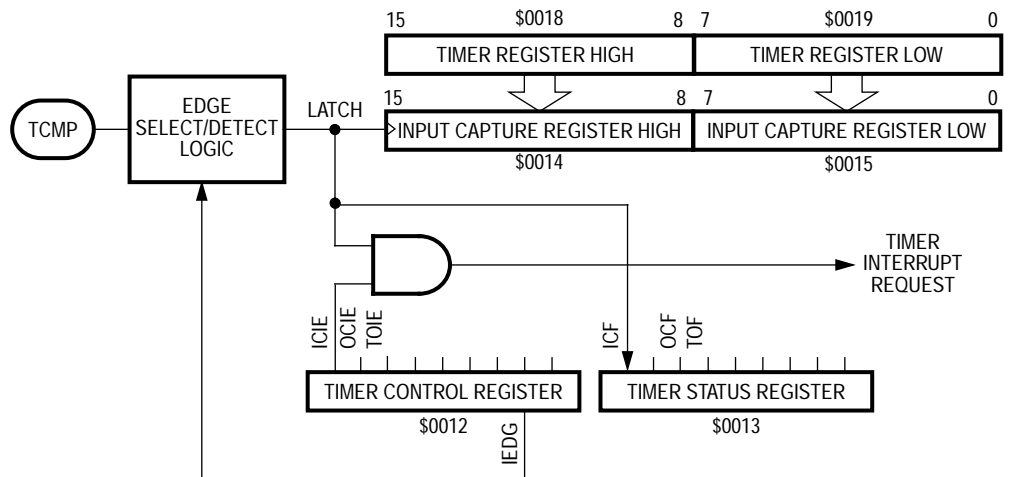 15 $0018 8 7 $0019 0
TIMER REGISTER HIGH TIMER REGISTER LOW
15 8 7 0
LATCH
TCMP
EDGE
SELECT/DETECT
LOGIC
INPUT CAPTURE REGISTER HIGH INPUT CAPTURE REGISTER LOW
$0014 $0015
TIMER
INTERRUPT
REQUEST
ICIE
OCIE
TOIE
ICF
OCF
TOF
TIMER CONTROL REGISTER TIMER STATUS REGISTER
$0012 $0013
IEDG